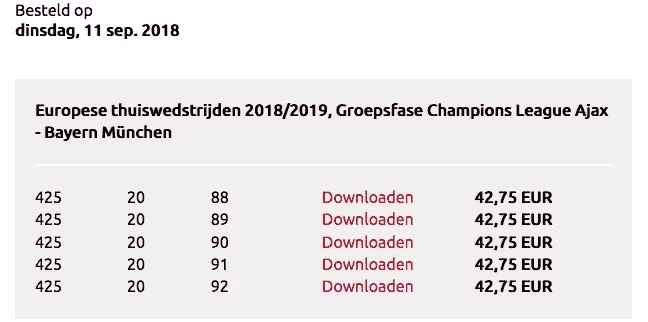 Besteld op
dinsdag, 11 sep. 2018
Europese thuiswedstrijden 2018/2019, Groepsfase Champions League Ajax
- Bayern München
425 20 88 Downloaden 42,75 EUR
425 20 89 Downloaden 42,75 EUR
425 20 90 Downloaden 42,75 EUR
425 20 91 Downloaden 42,75 EUR
425 20 92 Downloaden 42,75 EUR